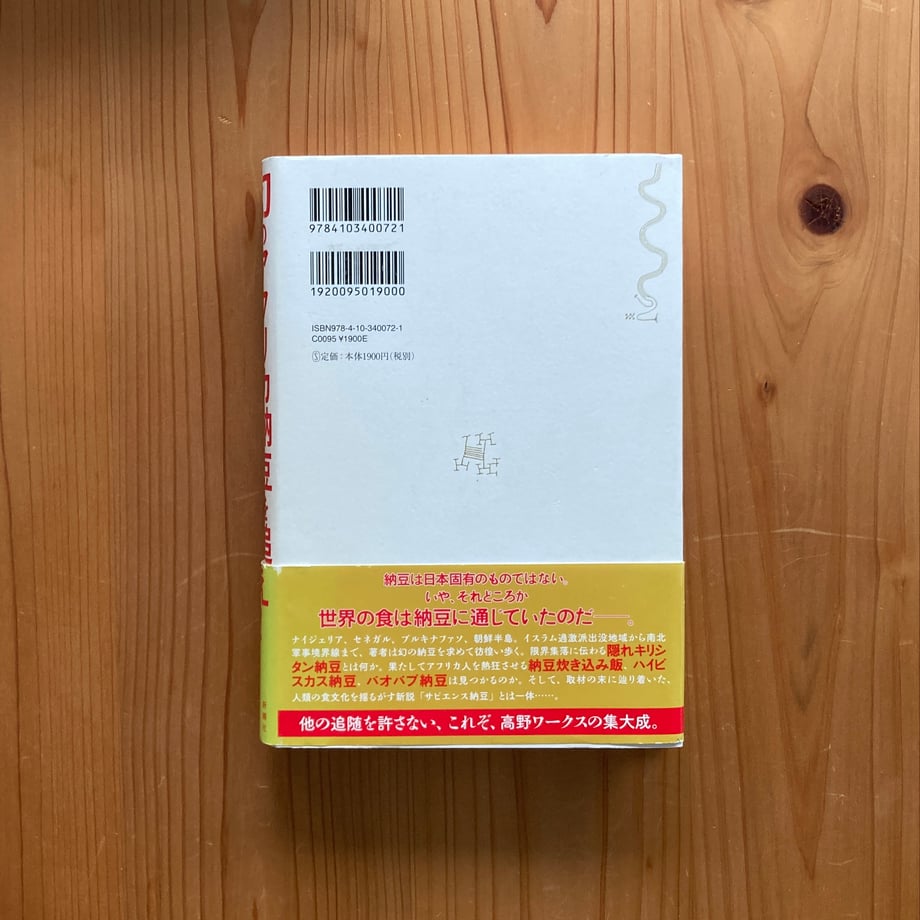 9784103400721
1920095019000
ISBN978-4-10-340072-1
C0095 ¥1900E
Ⓢ定価:本体1900円(税別)
納豆は日本固有のものではない。
いや、それどころか
世界の食は納豆に通じていたのだ――。
ナイジェリア、セネガル、ブルキナファソ、朝鮮半島。イスラム過激派出没地域から南北
軍事境界線まで、著者は幻の納豆を求めて彷徨い歩く。限界集落に伝わる隠れキリシ
タン納豆とは何か。果たしてアフリカ人を熱狂させる納豆炊き込み飯、ハイビ
スカス納豆、バオバブ納豆は見つかるのか。そして、取材の末に辿り着いた、
人類の食文化を揺るがす新説「サピエンス納豆」とは一体……。
他の追随を許さない、これぞ、高野ワークスの集大成。
新潮社